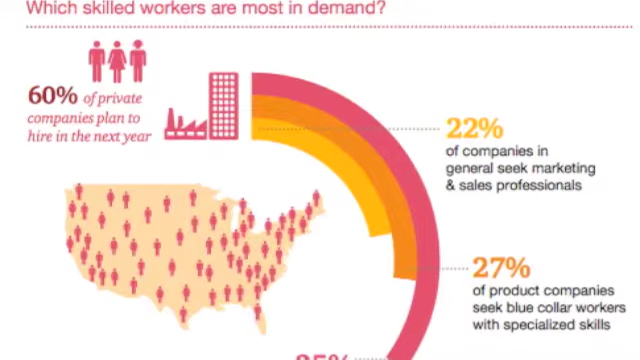 Which skilled workers are most in demand?
60% of private
companies plan to
hire in the next year
22%
of companies in
general seek marketing
& sales professionals
27%
of product companies
seek blue collar workers
with specialized skills